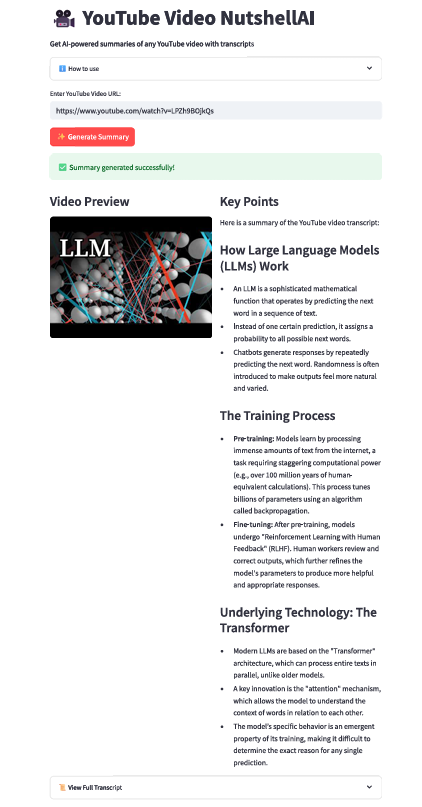 YouTube Video NutshellAI
Get AI-powered summaries of any YouTube video with transcripts
How to use
Enter YouTube Video URL:
https://www.youtube.com/watch?v=LPZh9BOjkQs
Generate Summary
Summary generated successfully!
Video Preview
LLM
Key Points
Here is a summary of the YouTube video transcript:
How Large Language Models
(LLMs) Work
• An LLM is a sophisticated mathematical
function that operates by predicting the next
word in a sequence of text.
• Instead of one certain prediction, it assigns a
probability to all possible next words.
• Chatbots generate responses by repeatedly
predicting the next word. Randomness is often
introduced to make outputs feel more natural
and varied.
The Training Process
• Pre-training: Models learn by processing
immense amounts of text from the internet, a
task requiring staggering computational power
(e.g., over 100 million years of human-
equivalent calculations). This process tunes
billions of parameters using an algorithm
called backpropagation.
• Fine-tuning: After pre-training, models
undergo "Reinforcement Learning with Human
Feedback" (RLHF). Human workers review and
correct outputs, which further refines the
model's parameters to produce more helpful
and appropriate responses.
Underlying Technology: The
Transformer
• Modern LLMs are based on the "Transformer"
architecture, which can process entire texts in
parallel, unlike older models.
• A key innovation is the "attention" mechanism,
which allows the model to understand the
context of words in relation to each other.
• The model's specific behavior is an emergent
property of its training, making it difficult to
determine the exact reason for any single
prediction.
View Full Transcript